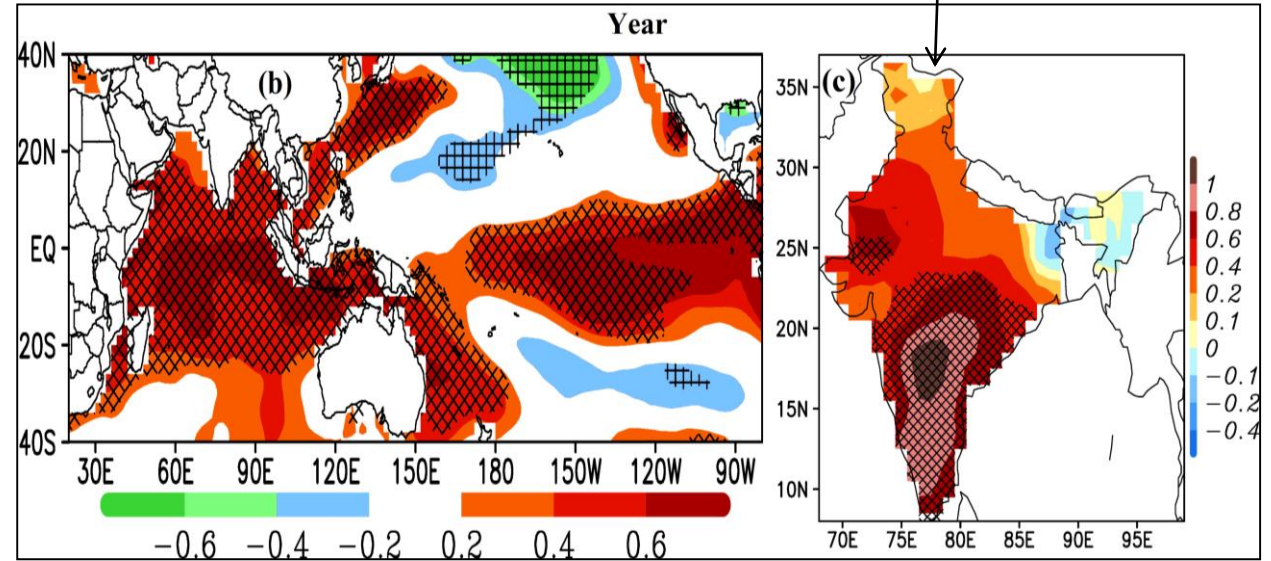 Year
(b)
40N
20N
EQ
20S
40S
30E 60E 90E 120E 150E 180 150W 120W 90W
−0.6 −0.4 −0.2 0.2 0.4 0.6
(c)
35N
30N
25N
20N
15N
10N
70E 75E 80E 85E 90E 95E
1
0.8
0.6
0.4
0.2
0.1
0
−0.1
−0.2
−0.4